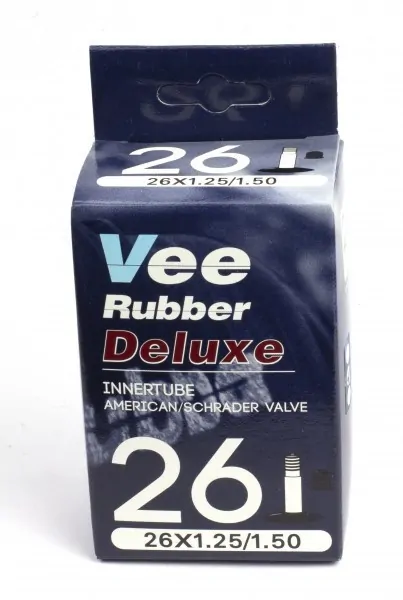 26
26X1.25/1.50
Vee
Rubber
Deluxe
INNERTUBE
AMERICAN/SCHRADER VALVE
26
26X1.25/1.50